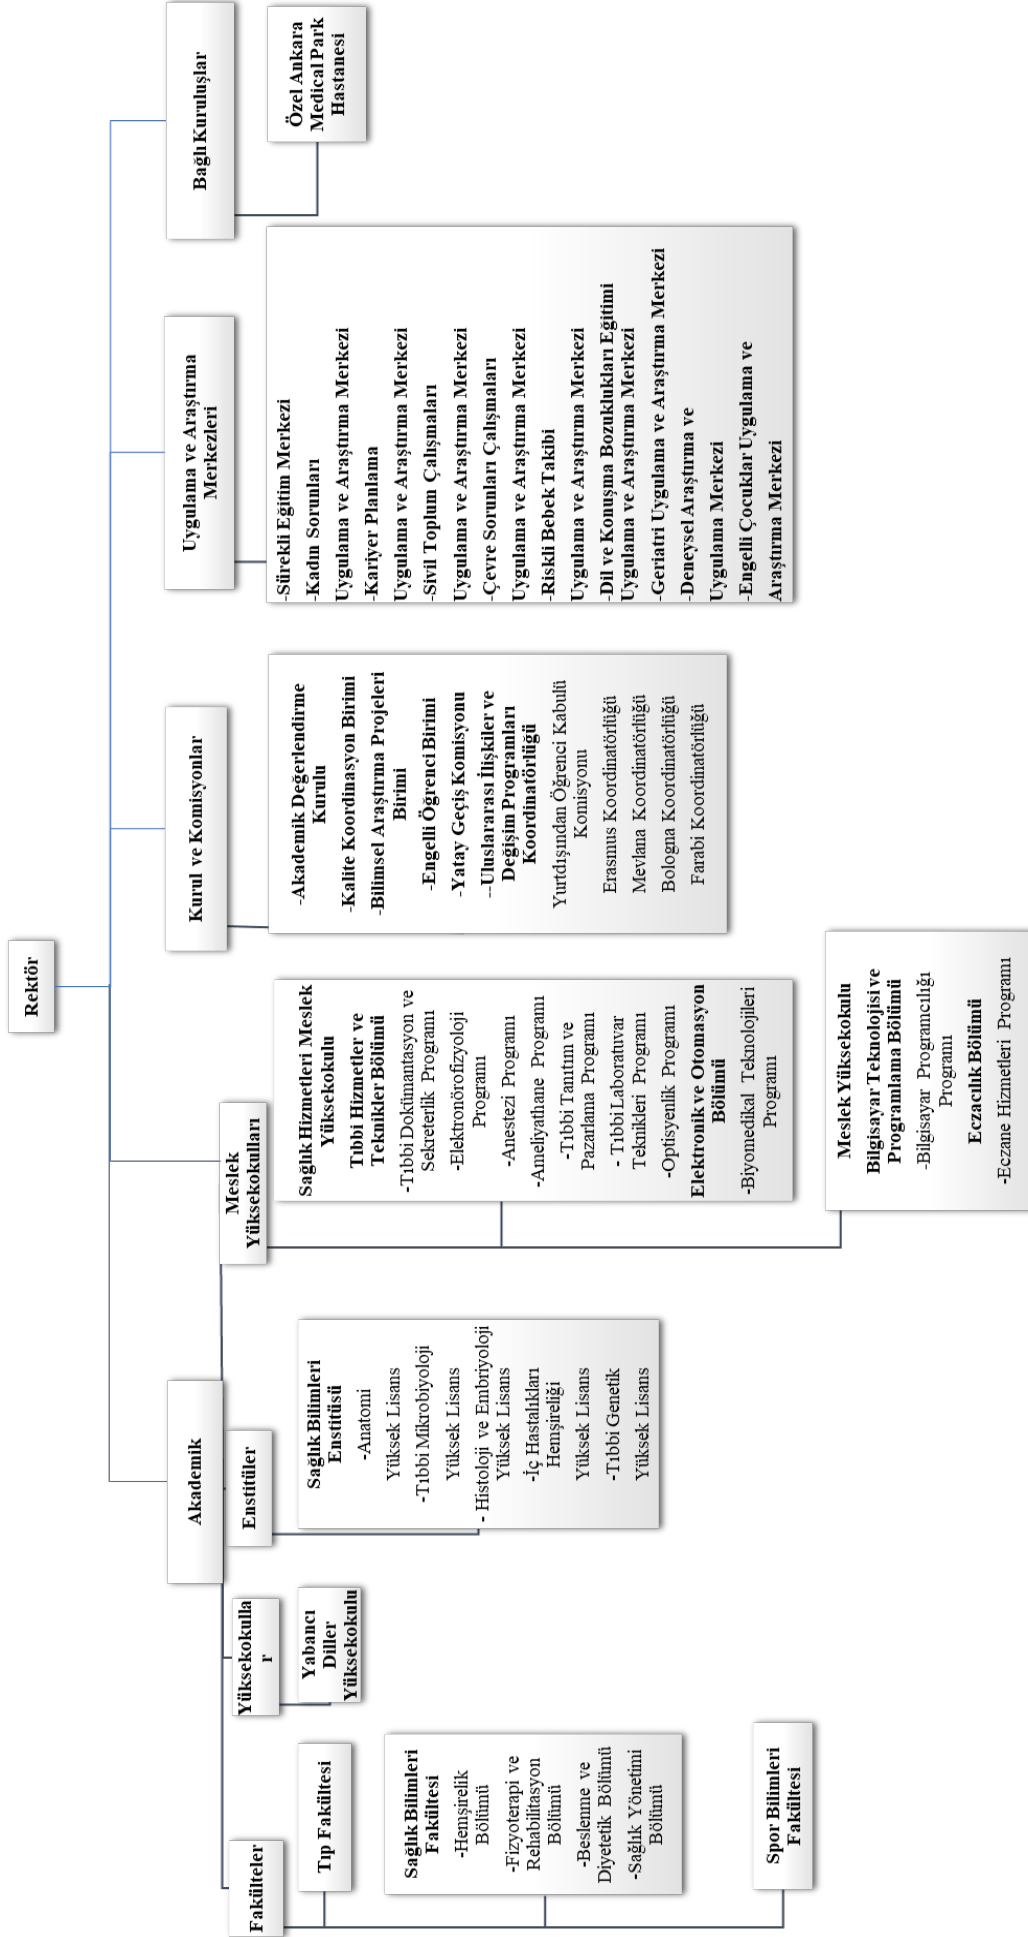 Rektör
Akademik
Fakülteler
Tıp Fakültesi
Sağlık Bilimleri
Fakültesi
-Hemşirelik
Bölümü
-Fizyoterapi ve
Rehabilitasyon
Bölümü
-Beslenme ve
Diyetetik Bölümü
-Sağlık Yönetimi
Bölümü
Spor Bilimleri
Fakültesi
Yüksekokulla
r
Yabancı
Diller
Yüksekokulu
Enstitüler
Sağlık Bilimleri
Enstitüsü
-Anatomi
Yüksek Lisans
-Tıbbi Mikrobiyoloji
Yüksek Lisans
- Histoloji ve Embriyoloji
Yüksek Lisans
-İç Hastalıkları
Hemşireliği
Yüksek Lisans
-Tıbbi Genetik
Yüksek Lisans
Meslek
Yüksekokulları
Sağlık Hizmetleri Meslek
Yüksekokulu
Tıbbi Hizmetler ve
Teknikler Bölümü
-Tıbbi Dokümantasyon ve
Sekreterlik Programı
-Elektronörofizyoloji
Programı
-Anestezi Programı
-Ameliyathane Programı
-Tıbbi Tanıtım ve
Pazarlama Programı
- Tıbbi Laboratuvar
Teknikleri Programı
-Optisyenlik Programı
Elektronik ve Otomasyon
Bölümü
-Biyomedikal Teknolojileri
Programı
Meslek Yüksekokulu
Bilgisayar Teknolojisi ve
Programlama Bölümü
-Bilgisayar Programcılığı
Programı
Eczacılık Bölümü
-Eczane Hizmetleri Programı
Kurul ve Komisyonlar
-Akademik Değerlendirme
Kurulu
-Kalite Koordinasyon Birimi
-Bilimsel Araştırma Projeleri
Birimi
-Engelli Öğrenci Birimi
-Yatay Geçiş Komisyonu
--Uluslararası İlişkiler ve
Değişim Programları
Koordinatörlüğü
Yurtdışından Öğrenci Kabulü
Komisyonu
Erasmus Koordinatörlüğü
Mevlana Koordinatörlüğü
Bologna Koordinatörlüğü
Farabi Koordinatörlüğü
Uygulama ve Araştırma
Merkezleri
-Sürekli Eğitim Merkezi
-Kadın Sorunları
Uygulama ve Araştırma Merkezi
-Kariyer Planlama
Uygulama ve Araştırma Merkezi
-Sivil Toplum Çalışmaları
Uygulama ve Araştırma Merkezi
-Çevre Sorunları Çalışmaları
Uygulama ve Araştırma Merkezi
-Riskli Bebek Takibi
Uygulama ve Araştırma Merkezi
-Dil ve Konuşma Bozuklukları Eğitimi
Uygulama ve Araştırma Merkezi
-Geriatri Uygulama ve Araştırma Merkezi
-Deneysel Araştırma ve
Uygulama Merkezi
-Engelli Çocuklar Uygulama ve
Araştırma Merkezi
Bağlı Kuruluşlar
Özel Ankara
Medical Park
Hastanesi